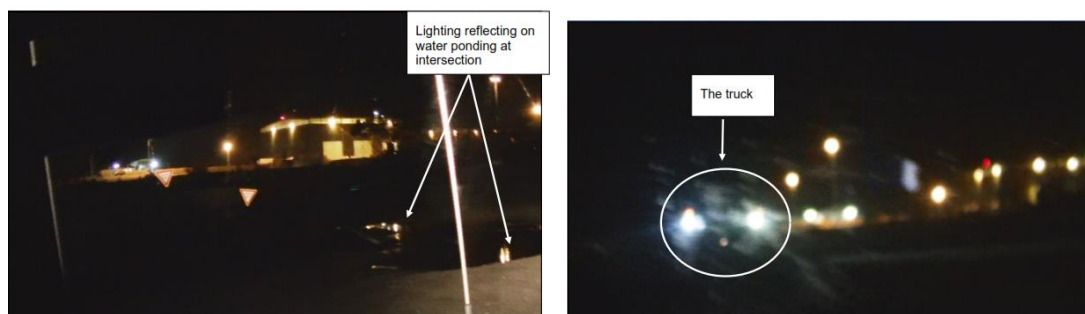 Lighting reflecting on
water ponding at
intersection
The truck